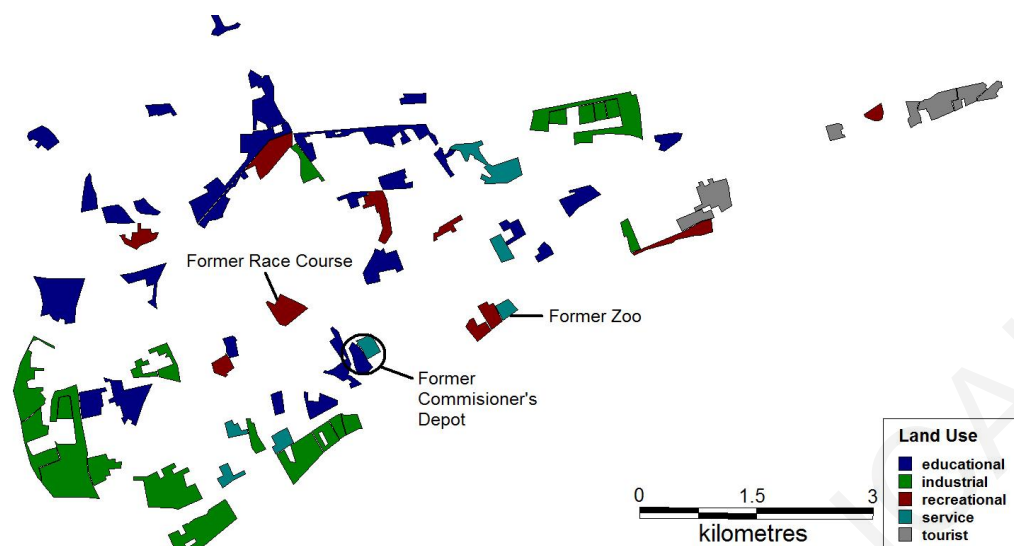 Former Race Course
Former Zoo
Former
Commisioner's
Depot
Land Use
educational
industrial
recreational
service
tourist
0 1.5 3
kilometres